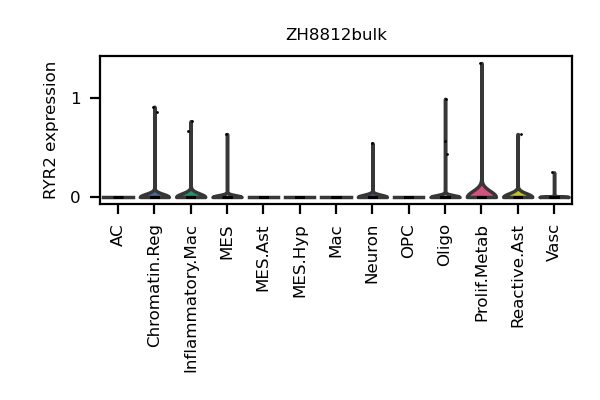 ZH8812bulk
RYR2 expression
1
0
AC
Chromatin.Reg
Inflammatory.Mac
MES
MES.Ast
MES.Hyp
Mac
Neuron
OPC
Oligo
Prolif.Metab
Reactive.Ast
Vasc